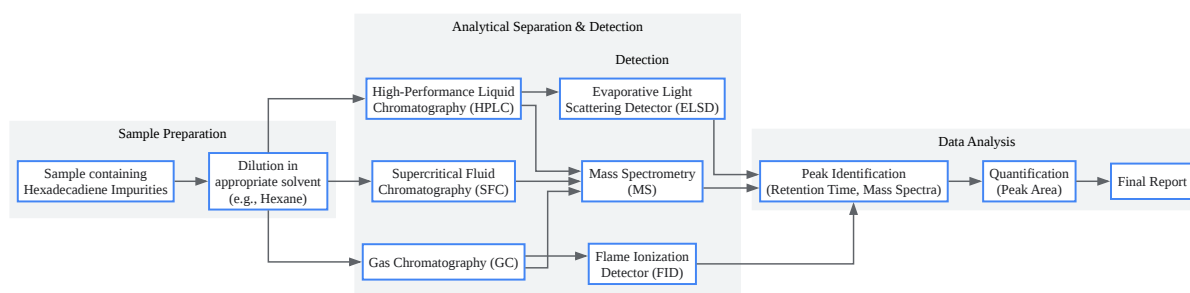 Analytical Separation & Detection
Detection
High-Performance Liquid
Chromatography (HPLC)
Evaporative Light
Scattering Detector (ELSD)
Sample Preparation
Data Analysis
Sample containing
Hexadecadiene Impurities
Dilution in
appropriate solvent
(e.g., Hexane)
Supercritical Fluid
Chromatography (SFC)
Mass Spectrometry
(MS)
Peak Identification
(Retention Time, Mass Spectra)
Quantification
(Peak Area)
Final Report
Gas Chromatography (GC)
Flame Ionization
Detector (FID)